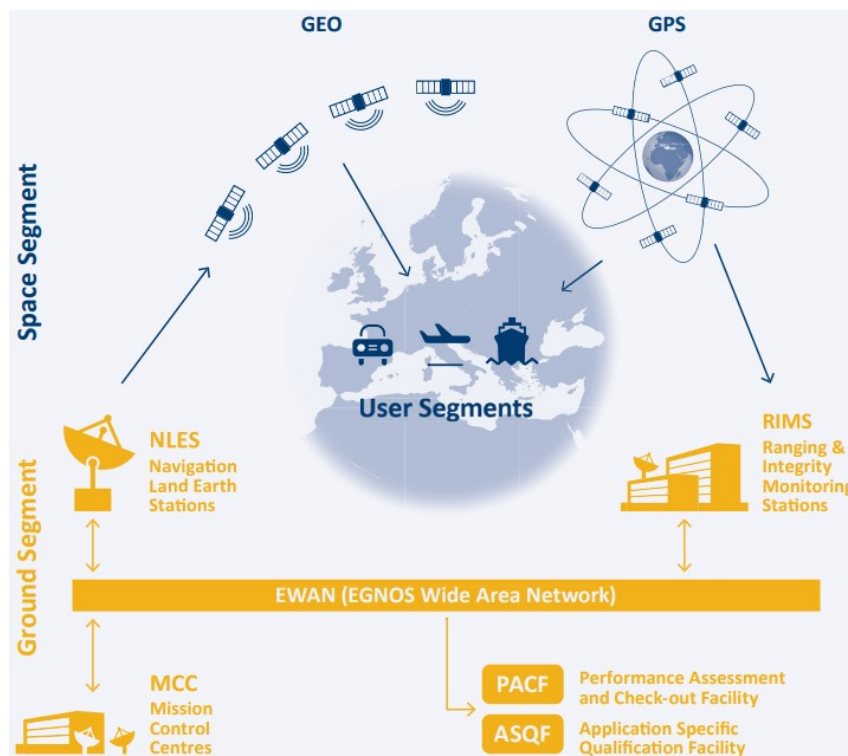 GEO
GPS
Space Segment
User Segments
NLES
Navigation
Land Earth
Stations
RIMS
Ranging &
Integrity
Monitoring
Stations
Ground Segment
EWAN (EGNOS Wide Area Network)
MCC
Mission
Control
Centres
PACF
Performance Assessment
and Check-out Facility
ASQF
Application Specific
Qualification Facility